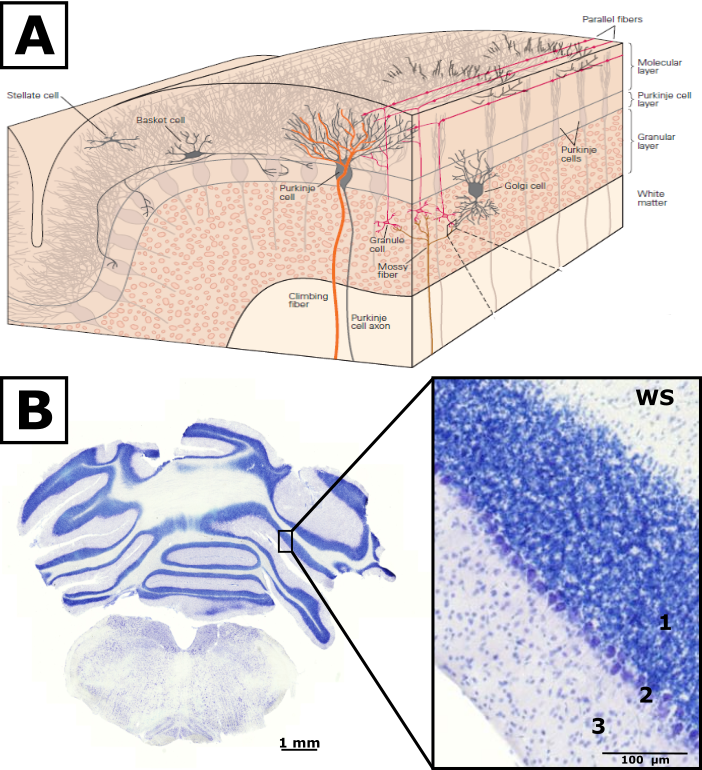 A
Parallel fibers
Molecular
layer
Stellate cell
Purkinje cell
layer
Basket cell
Granular
layer
Purkinje
cells
Purkinje
cell
Golgi cell
White
matter
Granule
cell
Mossy
fiber
Climbing
fiber
Purkinje
cell axon
B
WS
1
2
3
1 mm
100 µm